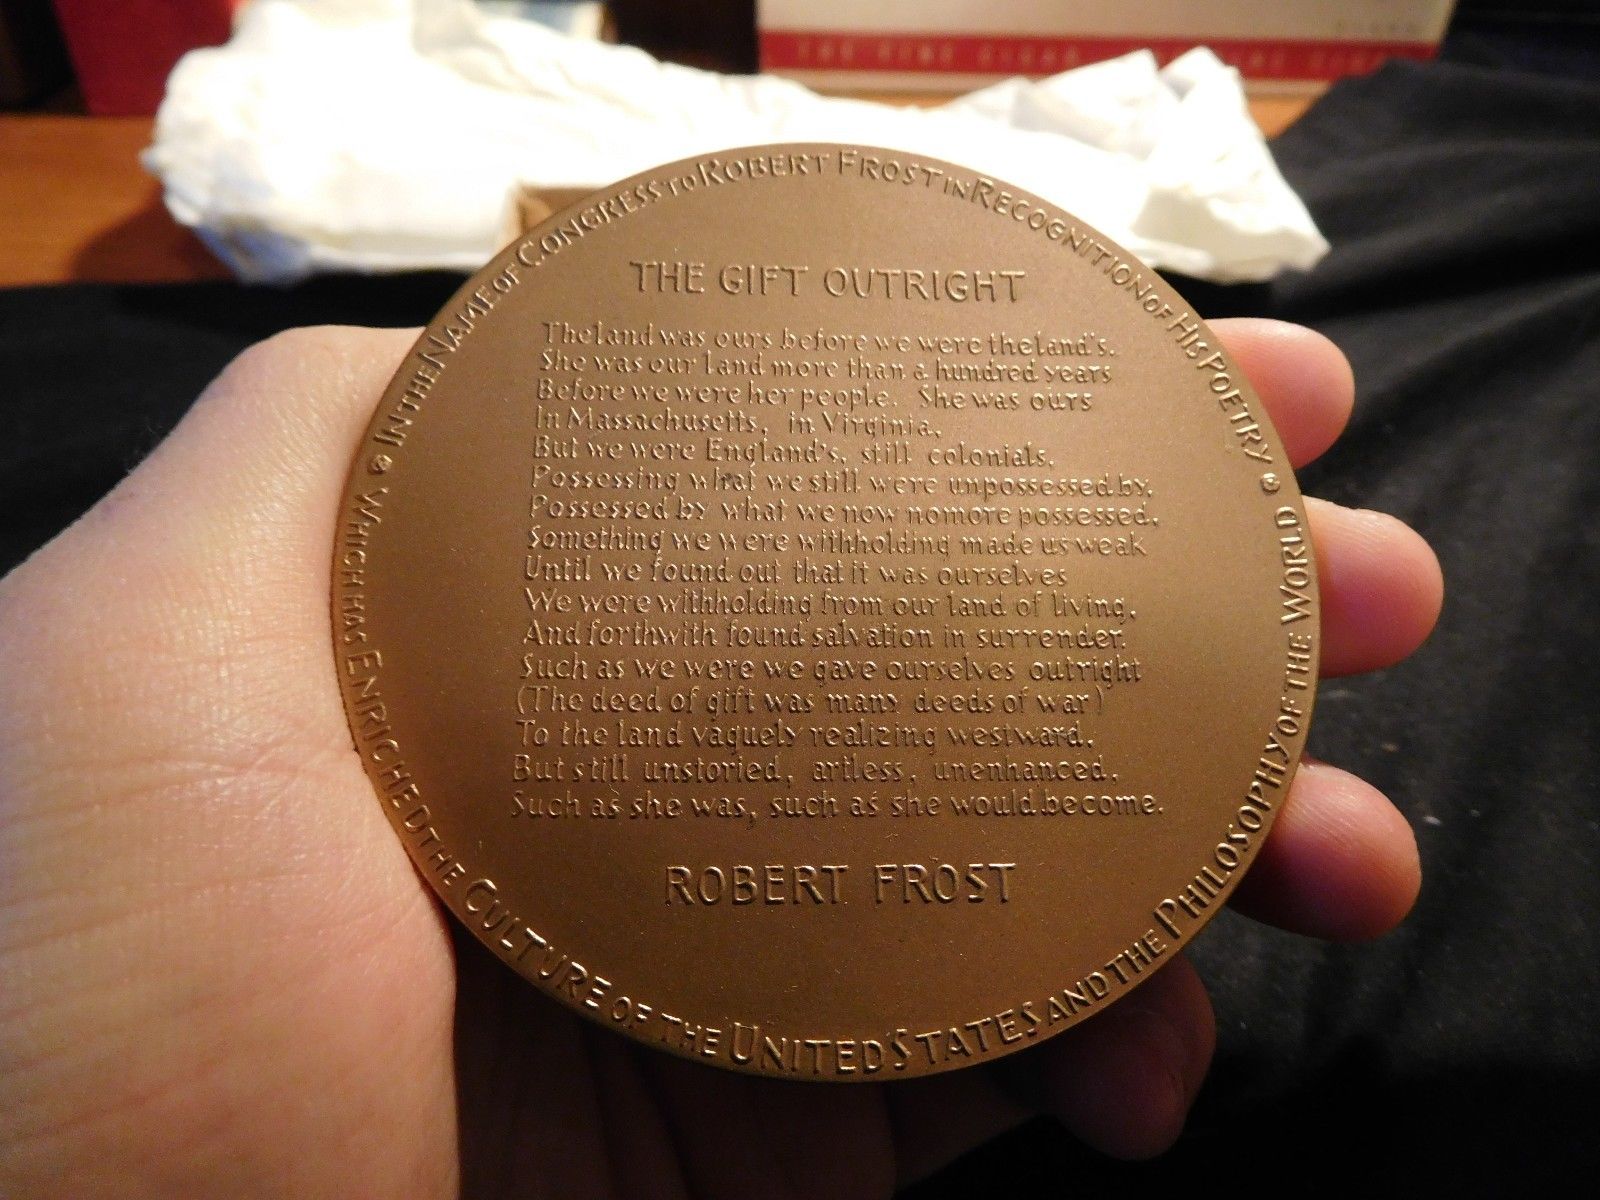 IN THE NAME OF CONGRESS TO ROBERT FROST IN RECOGNITION OF HIS POETRY
THE GIFT OUTRIGHT
The land was ours before we were the land's.
She was our land more than a hundred years
Before we were her people. She was ours
In Massachusetts, in Virginia,
But we were England's, still colonials,
Possessing what we still were unpossessed by,
Possessed by what we now no more possessed.
Something we were withholding made us weak
Until we found out that it was ourselves
We were withholding from our land of living,
And forthwith found salvation in surrender.
Such as we were we gave ourselves outright
(The deed of gift was many deeds of war)
To the land vaguely realizing westward,
But still unstoried, artless, unenhanced,
Such as she was, such as she would become.
ROBERT FROST
WHICH HAS ENRICHED THE CULTURE OF THE UNITED STATES AND THE PHILOSOPHY OF THE WORLD